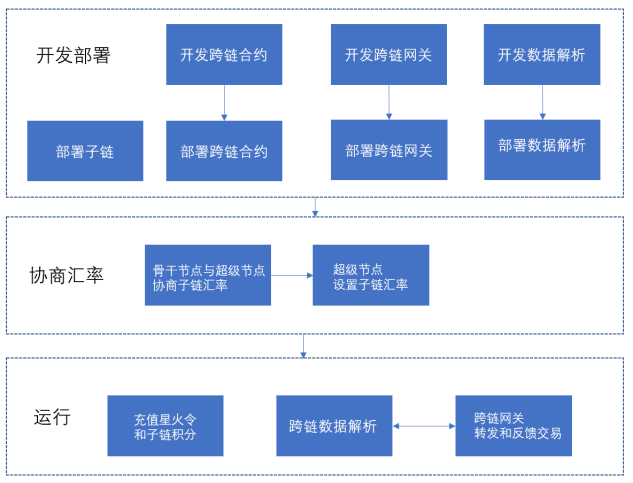 开发部署
开发跨链合约
开发跨链网关
开发数据解析
部署子链
部署跨链合约
部署跨链网关
部署数据解析
协商汇率
骨干节点与超级节点
协商子链汇率
超级节点
设置子链汇率
运行
充值星火令
和子链积分
跨链数据解析
跨链网关
转发和反馈交易